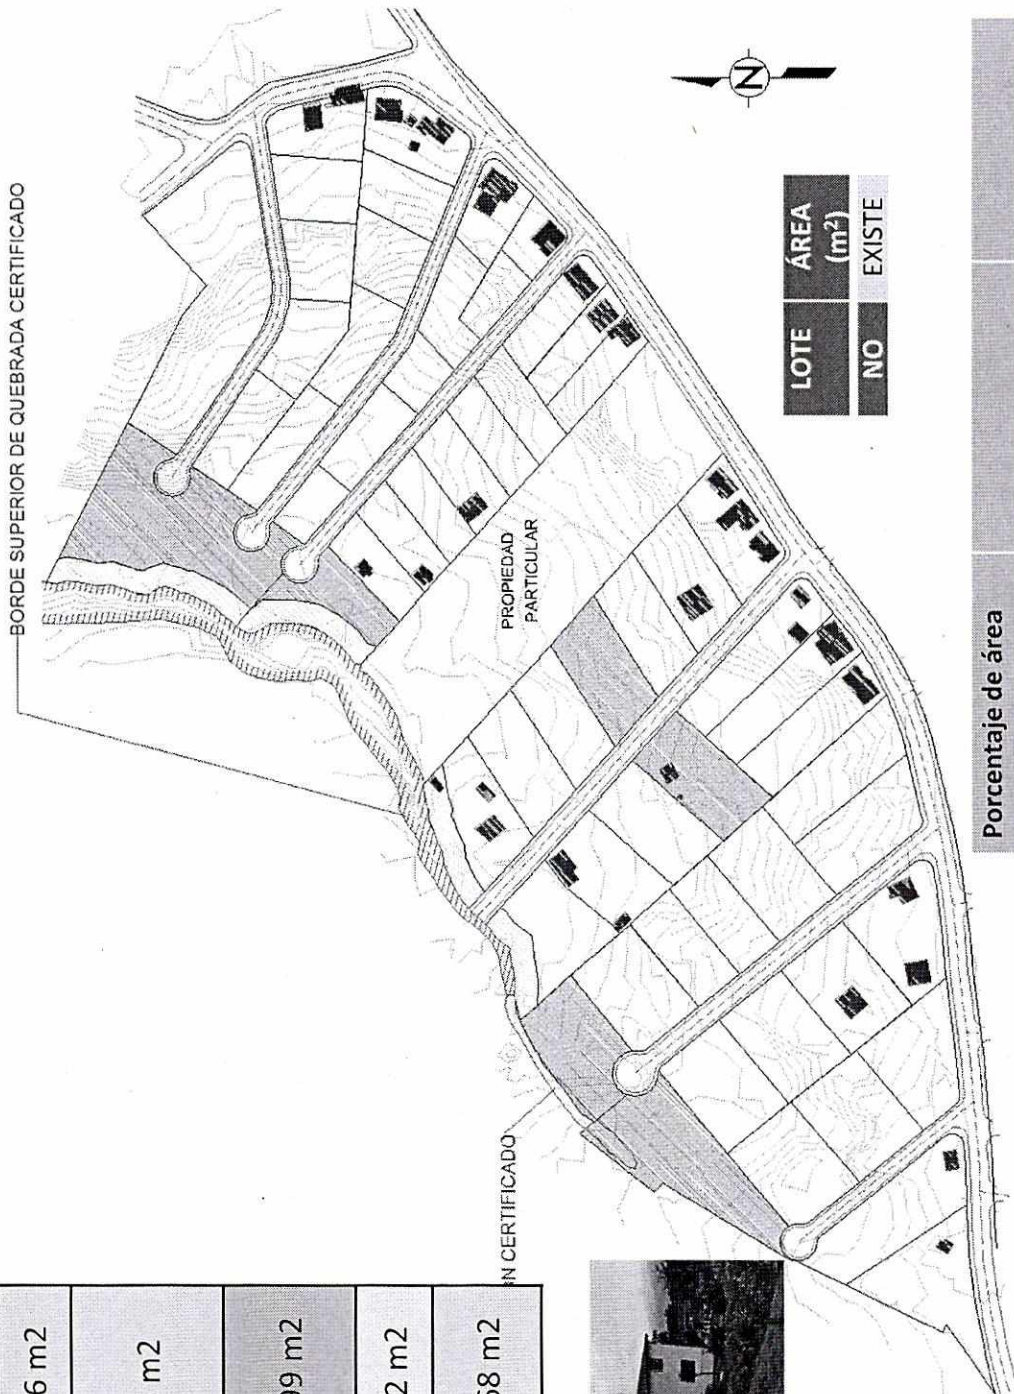 BORDE SUPERIOR DE QUEBRADA CERTIFICADO
N
LOTE ÁREA
(m²)
NO EXISTE
PROPIEDAD
PARTICULAR
Porcentaje de área
N CERTIFICADO
6 m2
m2
99 m2
2 m2
68 m2